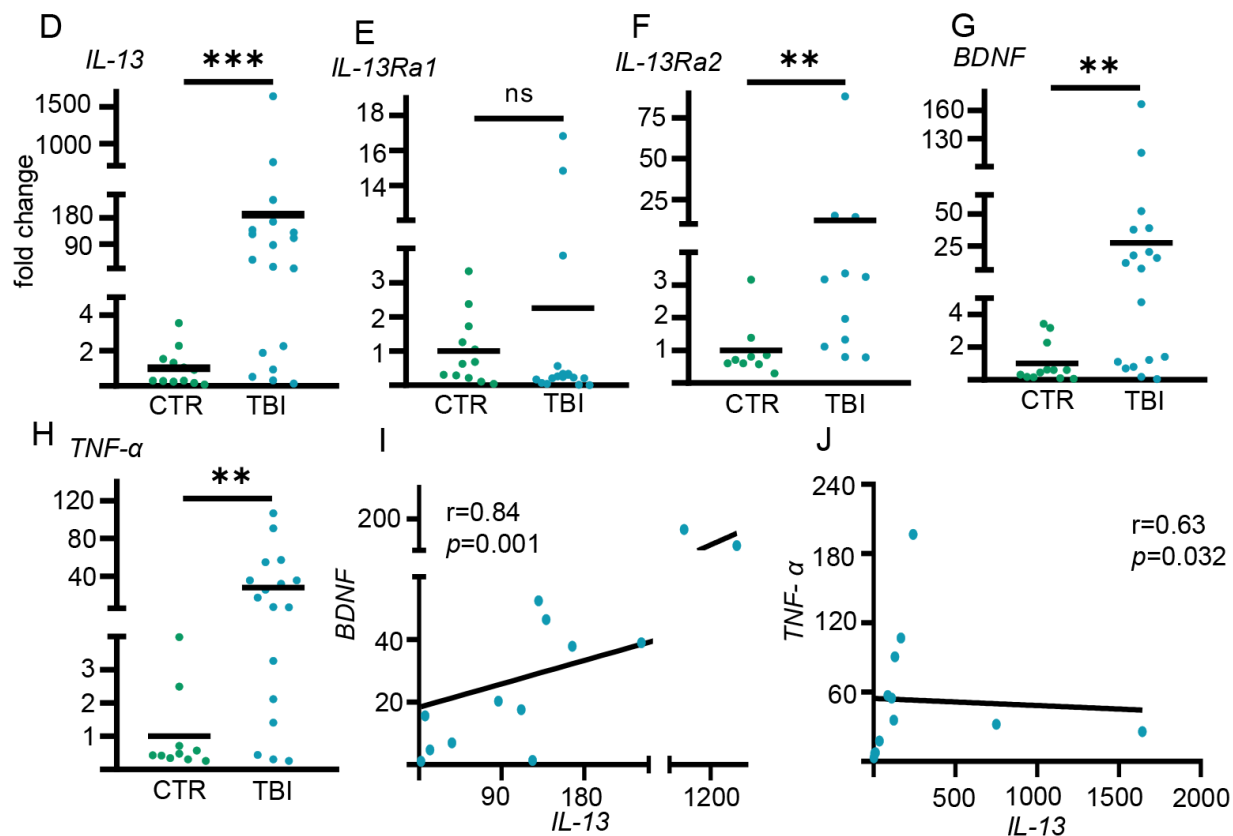 D
IL-13
***
fold change
1500
1000
180
90
4
2
CTR TBI
E
IL-13Ra1
ns
18
16
14
3
2
1
0
CTR TBI
F
IL-13Ra2
**
75
50
25
3
2
1
0
CTR TBI
G
BDNF
**
160
130
50
25
4
2
CTR TBI
H
TNF-α
**
120
80
40
3
2
1
CTR TBI
I
r=0.84
p=0.001
BDNF
200
40
20
90 180 1200
IL-13
J
r=0.63
p=0.032
TNF- α
240
180
120
60
500 1000 1500 2000
IL-13